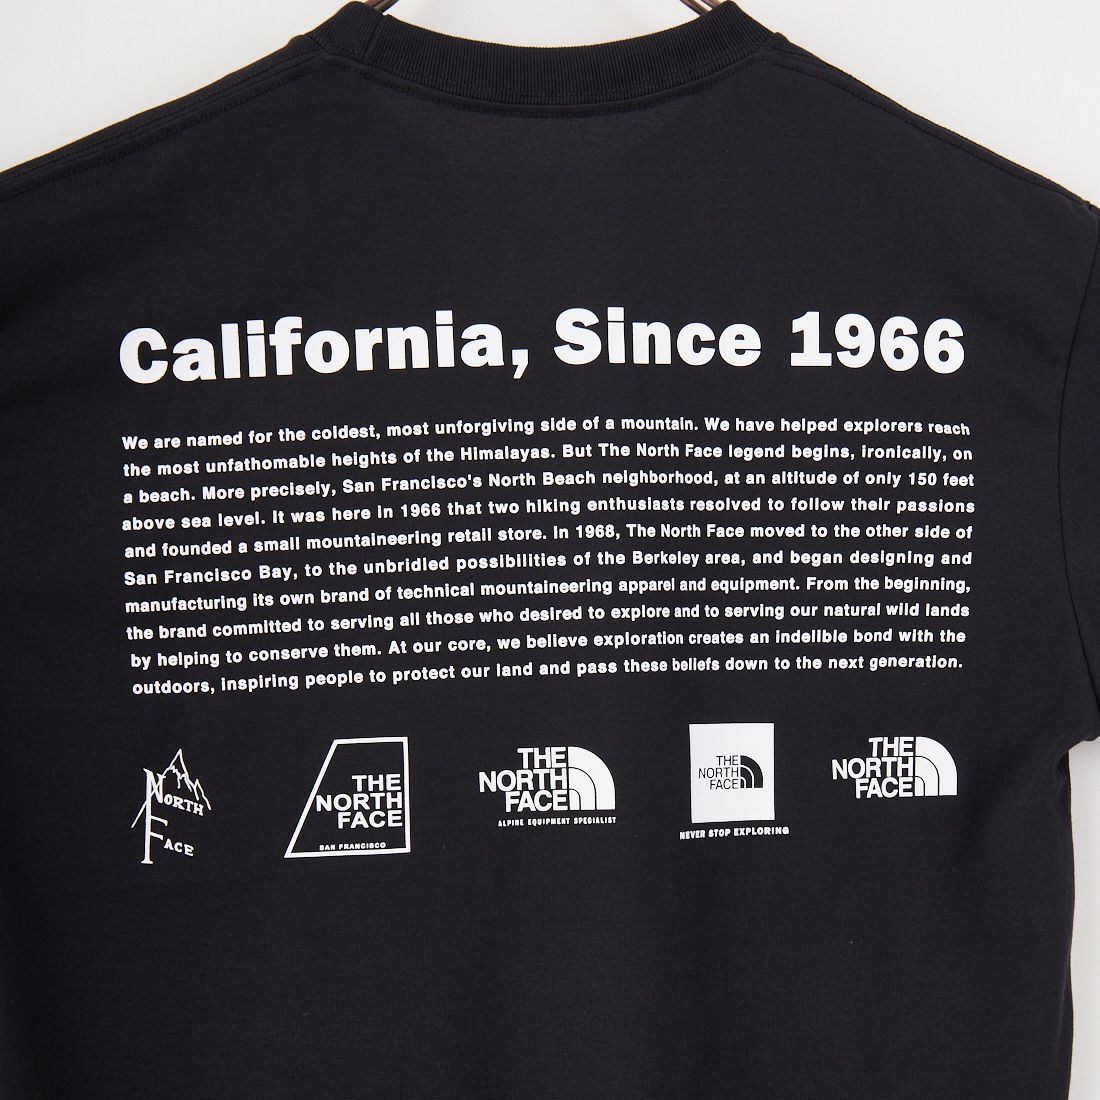 California, Since 1966
We are named for the coldest, most unforgiving side of a mountain. We have helped explorers reach
the most unfathomable heights of the Himalayas. But The North Face legend begins, ironically, on
a beach. More precisely, San Francisco's North Beach neighborhood, at an altitude of only 150 feet
above sea level. It was here in 1966 that two hiking enthusiasts resolved to follow their passions
and founded a small mountaineering retail store. In 1968, The North Face moved to the other side of
San Francisco Bay, to the unbridled possibilities of the Berkeley area, and began designing and
manufacturing its own brand of technical mountaineering apparel and equipment. From the beginning,
the brand committed to serving all those who desired to explore and to serving our natural wild lands
by helping to conserve them. At our core, we believe exploration creates an indelible bond with the
outdoors, inspiring people to protect our land and pass these beliefs down to the next generation.
NORTH
FACE
THE
NORTH
FACE
SAN FRANCISCO
THE
NORTH
FACE
ALPINE EQUIPMENT SPECIALIST
THE
NORTH
FACE
NEVER STOP EXPLORING
THE
NORTH
FACE